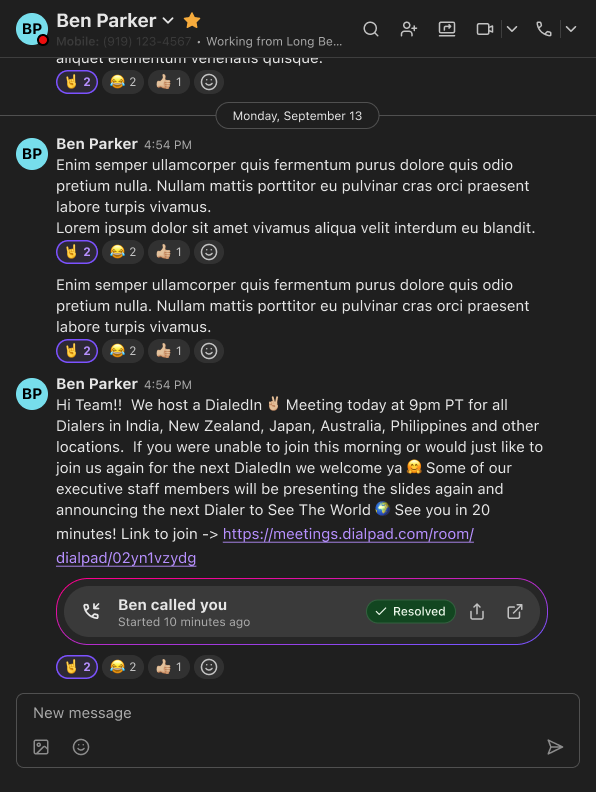 BP
Ben Parker
Mobile: (919) 123-4567 • Working from Long Be...
aliquet elementum venenatis quisque.
2 2 1
Monday, September 13
BP
Ben Parker 4:54 PM
Enim semper ullamcorper quis fermentum purus dolore quis odio
pretium nulla. Nullam mattis porttitor eu pulvinar cras orci praesent
labore turpis vivamus.
Lorem ipsum dolor sit amet vivamus aliqua velit interdum eu blandit.
2 2 1
Enim semper ullamcorper quis fermentum purus dolore quis odio
pretium nulla. Nullam mattis porttitor eu pulvinar cras orci praesent
labore turpis vivamus.
2 2 1
BP
Ben Parker 4:54 PM
Hi Team!!  We host a DialedIn ✌🏼 Meeting today at 9pm PT for all
Dialers in India, New Zealand, Japan, Australia, Philippines and other
locations.  If you were unable to join this morning or would just like to
join us again for the next DialedIn we welcome ya 🤗 Some of our
executive staff members will be presenting the slides again and
announcing the next Dialer to See The World 🌍 See you in 20
minutes! Link to join -> https://meetings.dialpad.com/room/
dialpad/02yn1vzydg
Ben called you
Started 10 minutes ago
Resolved
2 2 1
New message